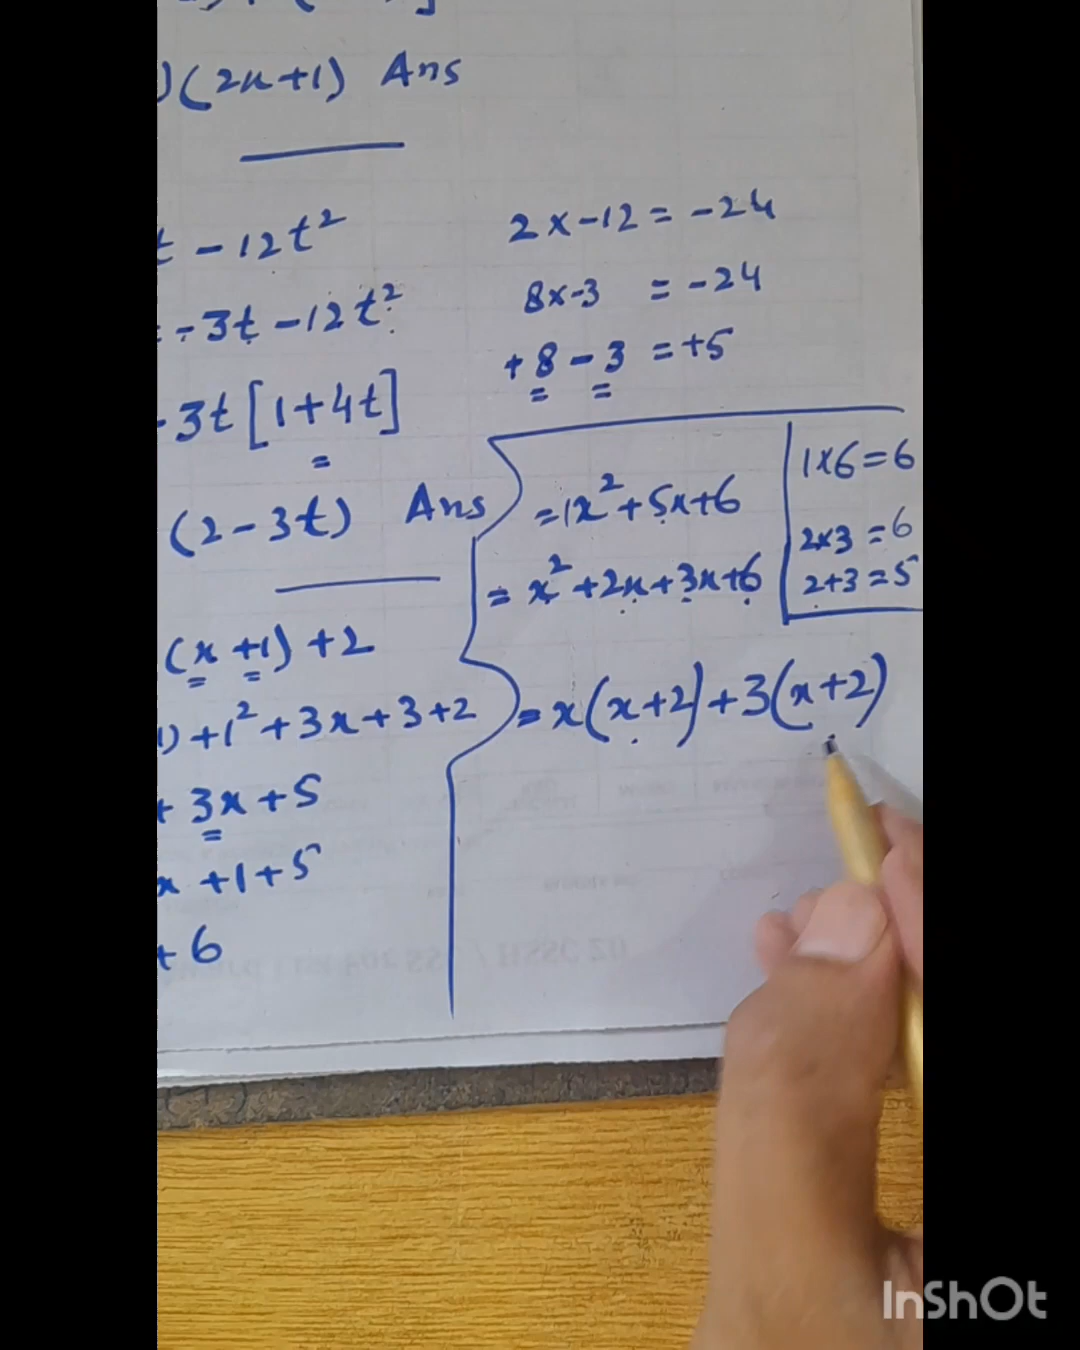 )(2x+1) Ans
t - 12t²
- 3t - 12t²
- 3t [1+4t]
(2-3t) Ans
(x+1)+2
1)+1²+3x+3+2
+ 3x+5
x+1+5
+ 6
2x-12 = -24
8x-3 = -24
+8-3 = +5
=1x²+5x+6
= x²+2x+3x+6
= x(x+2)+3(x+2)
1x6=6
2x3=6
2+3=5
InShOt